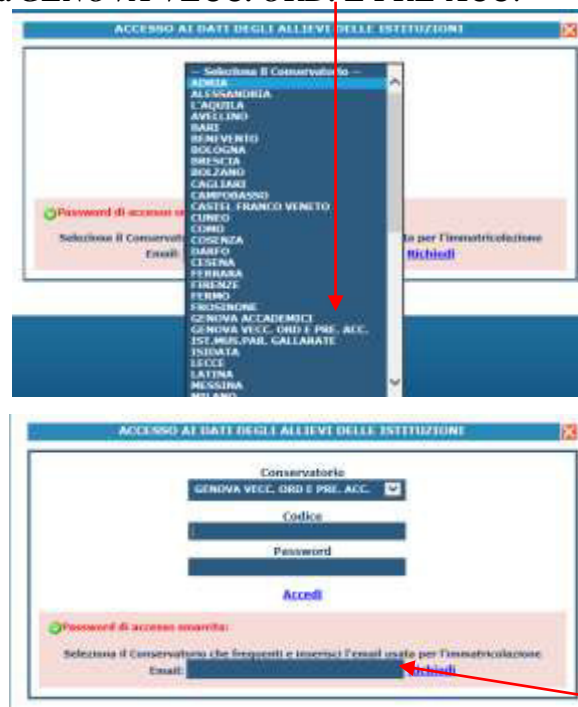 GENOVA VECC. ORD. E PRE-ACC.
ACCESSO AI DATI DEGLI ALLIEVI DELLE ISTITUZIONI
-- Seleziona Il Conservatorio --
ADRIA
ALESSANDRIA
L'AQUILA
AVELLINO
BARI
BENEVENTO
BOLOGNA
BRESCIA
BOLZANO
CAGLIARI
CAMPOBASSO
CASTEL FRANCO VENETO
CUNEO
COMO
COSENZA
DARFO
CESENA
FERRARA
FIRENZE
FERMO
FROSINONE
GENOVA ACCADEMICI
GENOVA VECC. ORD E PRE. ACC.
IST.MUS.PAR. GALLARATE
ISIDATA
LECCE
LATINA
MESSINA
MILANO
Password di accesso
Seleziona il per l'immatricolazione
Email: Richiedi
ACCESSO AI DATI DEGLI ALLIEVI DELLE ISTITUZIONI
Conservatorio
GENOVA VECC. ORD E PRE. ACC.
Codice
Password
Accedi
Password di accesso smarrita:
Seleziona il Conservatorio che frequenti e inserisci l'email usata per l'immatricolazione
Email: Richiedi